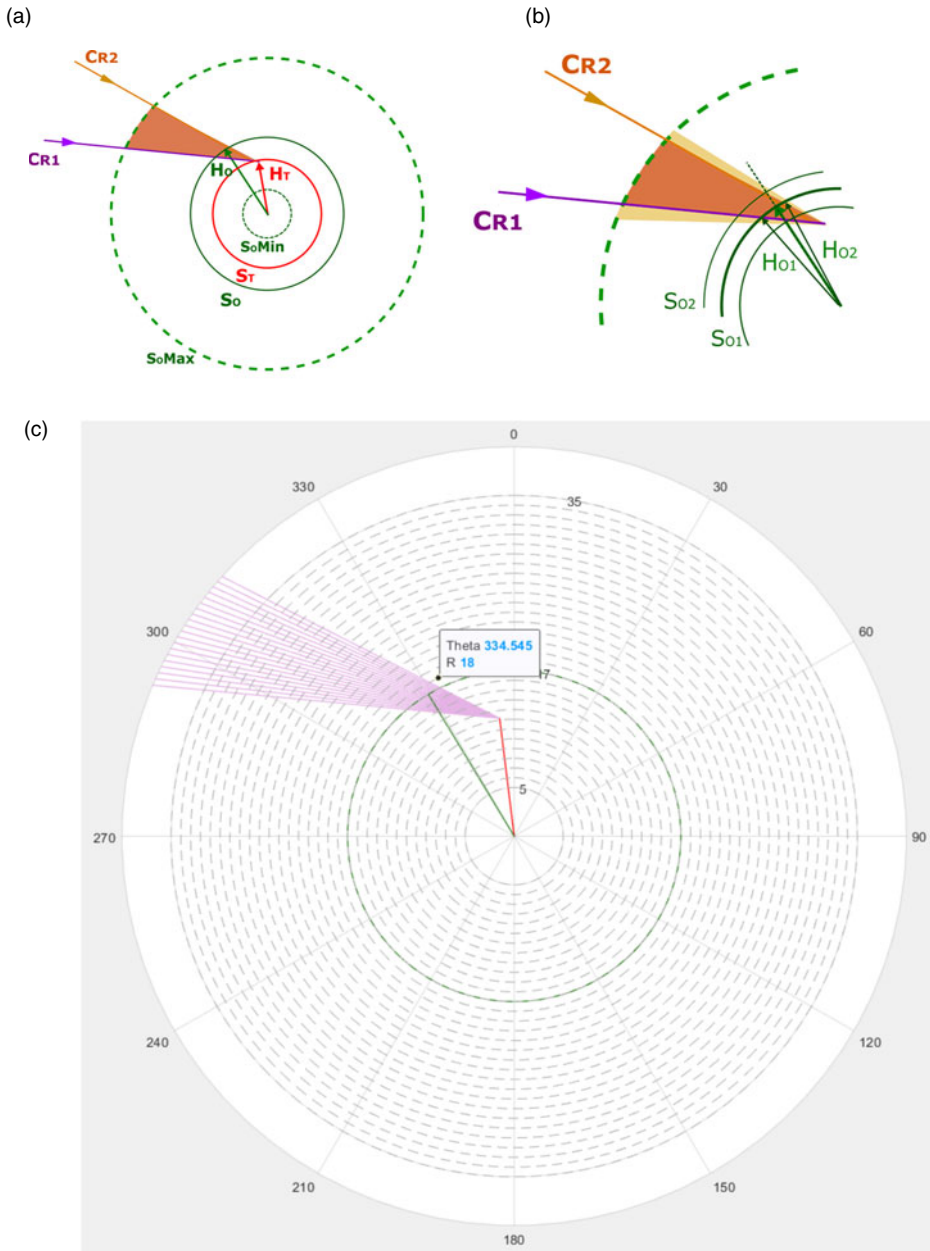 (a)
CR2
CR1
HO
HT
SOMin
ST
SO
SOMax
(b)
CR2
CR1
HO2
HO1
SO2
SO1
(c)
0
330
30
35
300
60
Theta 334.545
R 18
17
5
270
90
240
120
210
150
180